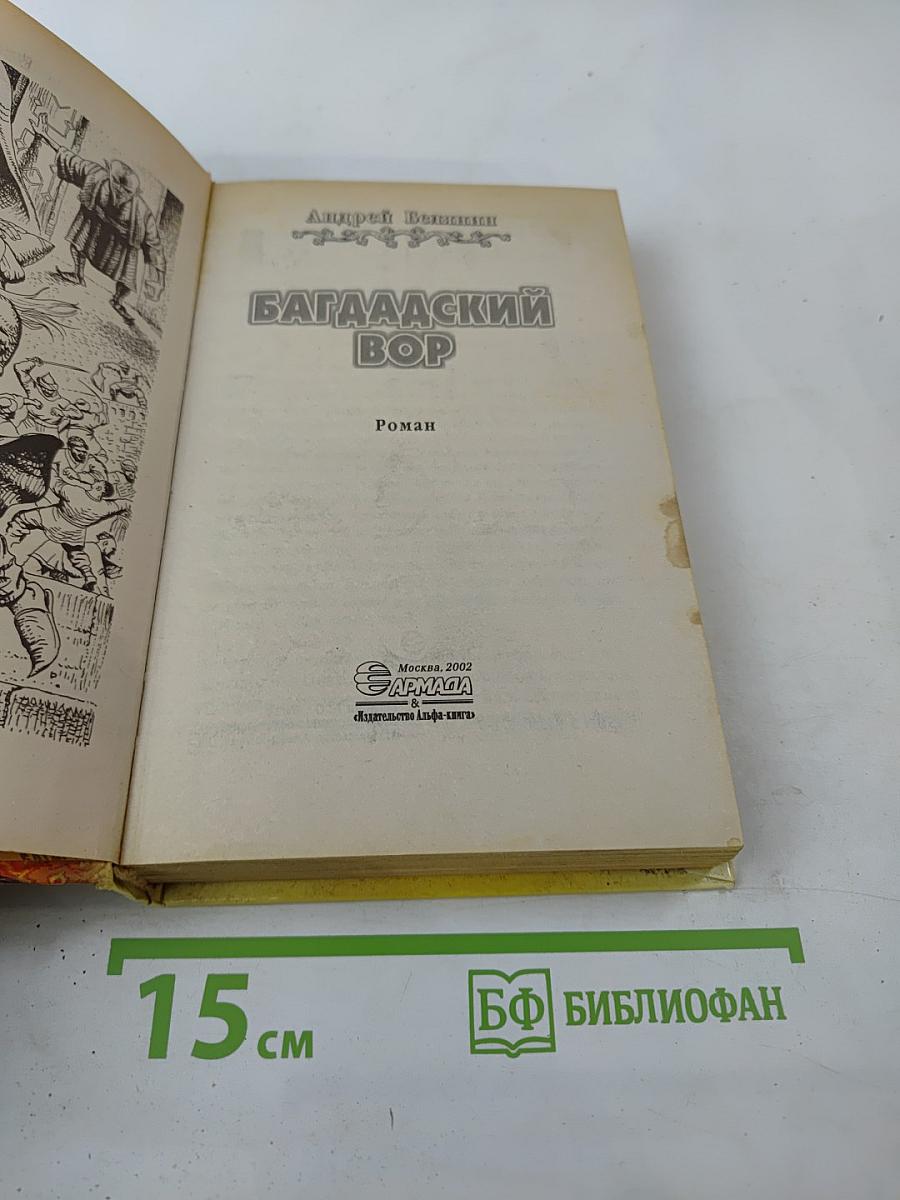 Андрей Белянин
БАГДАДСКИЙ
ВОР
Роман
Москва, 2002
АРМАДА
&
«Издательство Альфа-книга»
15 см
БФ БИБЛИОФАН